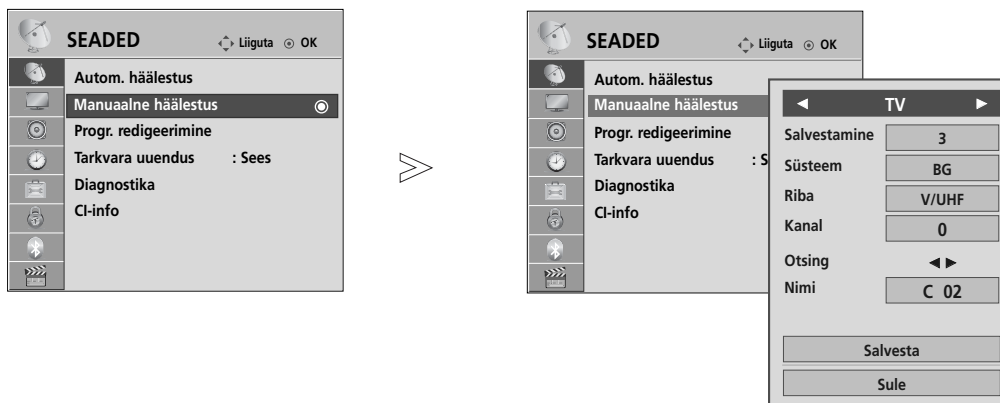 SEADED Liiguta OK
Autom. häälestus
Manuaalne häälestus
Progr. redigeerimine
Tarkvara uuendus : Sees
Diagnostika
CI-info
SEADED Liiguta OK
Autom. häälestus
Manuaalne häälestus
Progr. redigeerimine
Tarkvara uuendus : S
Diagnostika
CI-info
◄ TV ►
Salvestamine 3
Süsteem BG
Riba V/UHF
Kanal 0
Otsing ◄ ►
Nimi C 02
Salvesta
Sule